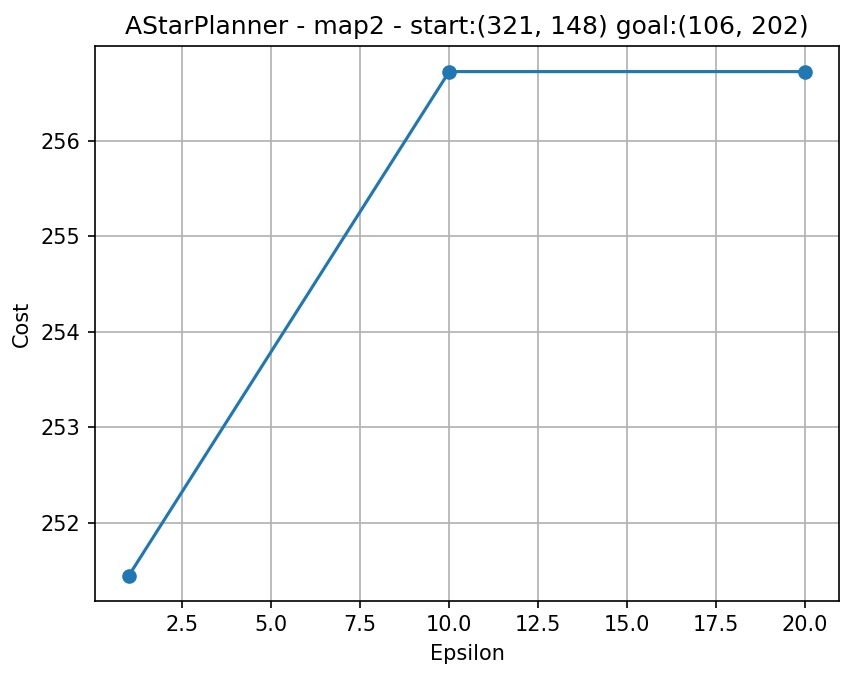 AStarPlanner - map2 - start:(321, 148) goal:(106, 202)
256
255
254
253
252
Cost
2.5 5.0 7.5 10.0 12.5 15.0 17.5 20.0
Epsilon